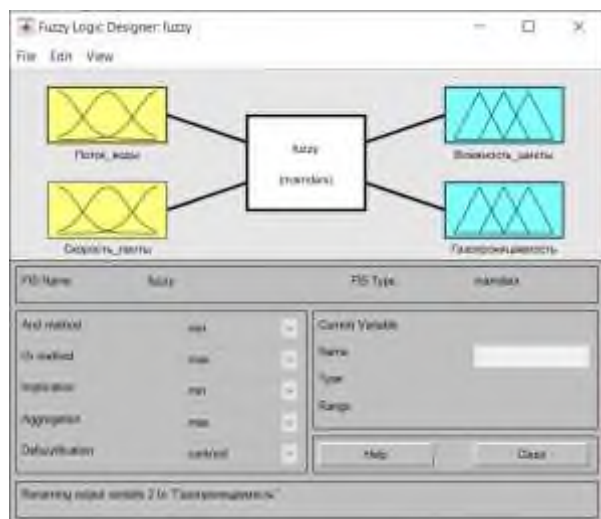 Fuzzy Logic Designer: fuzzy
File Edit View
Поток_воды
fuzzy
(mamdani)
Влажность_шихты
Скорость_ленты
Газопроницаемость
FIS Name: fuzzy
FIS Type: mamdani
And method min
Or method max
Implication min
Aggregation max
Defuzzification centroid
Current Variable
Name
Type
Range
Help Close
Renaming output variable 2 to "Газопроницаемость"